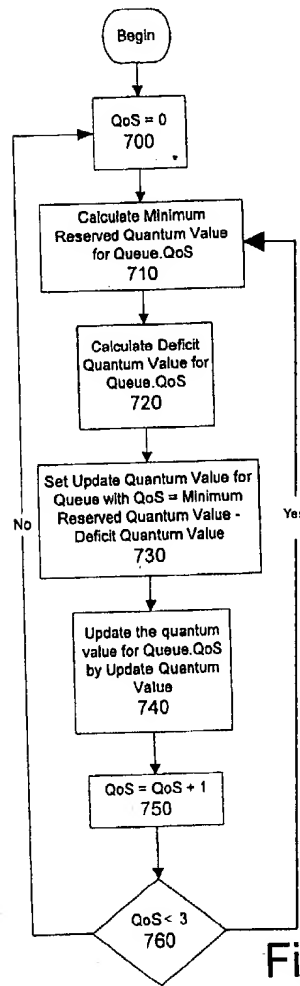 Begin
QoS = 0
700
Calculate Minimum
Reserved Quantum Value
for Queue.QoS
710
Calculate Deficit
Quantum Value for
Queue.QoS
720
Set Update Quantum Value for
Queue with QoS = Minimum
Reserved Quantum Value -
Deficit Quantum Value
730
No
Yes
Update the quantum
value for Queue.QoS
by Update Quantum
Value
740
QoS = QoS + 1
750
QoS < 3
760
Fi